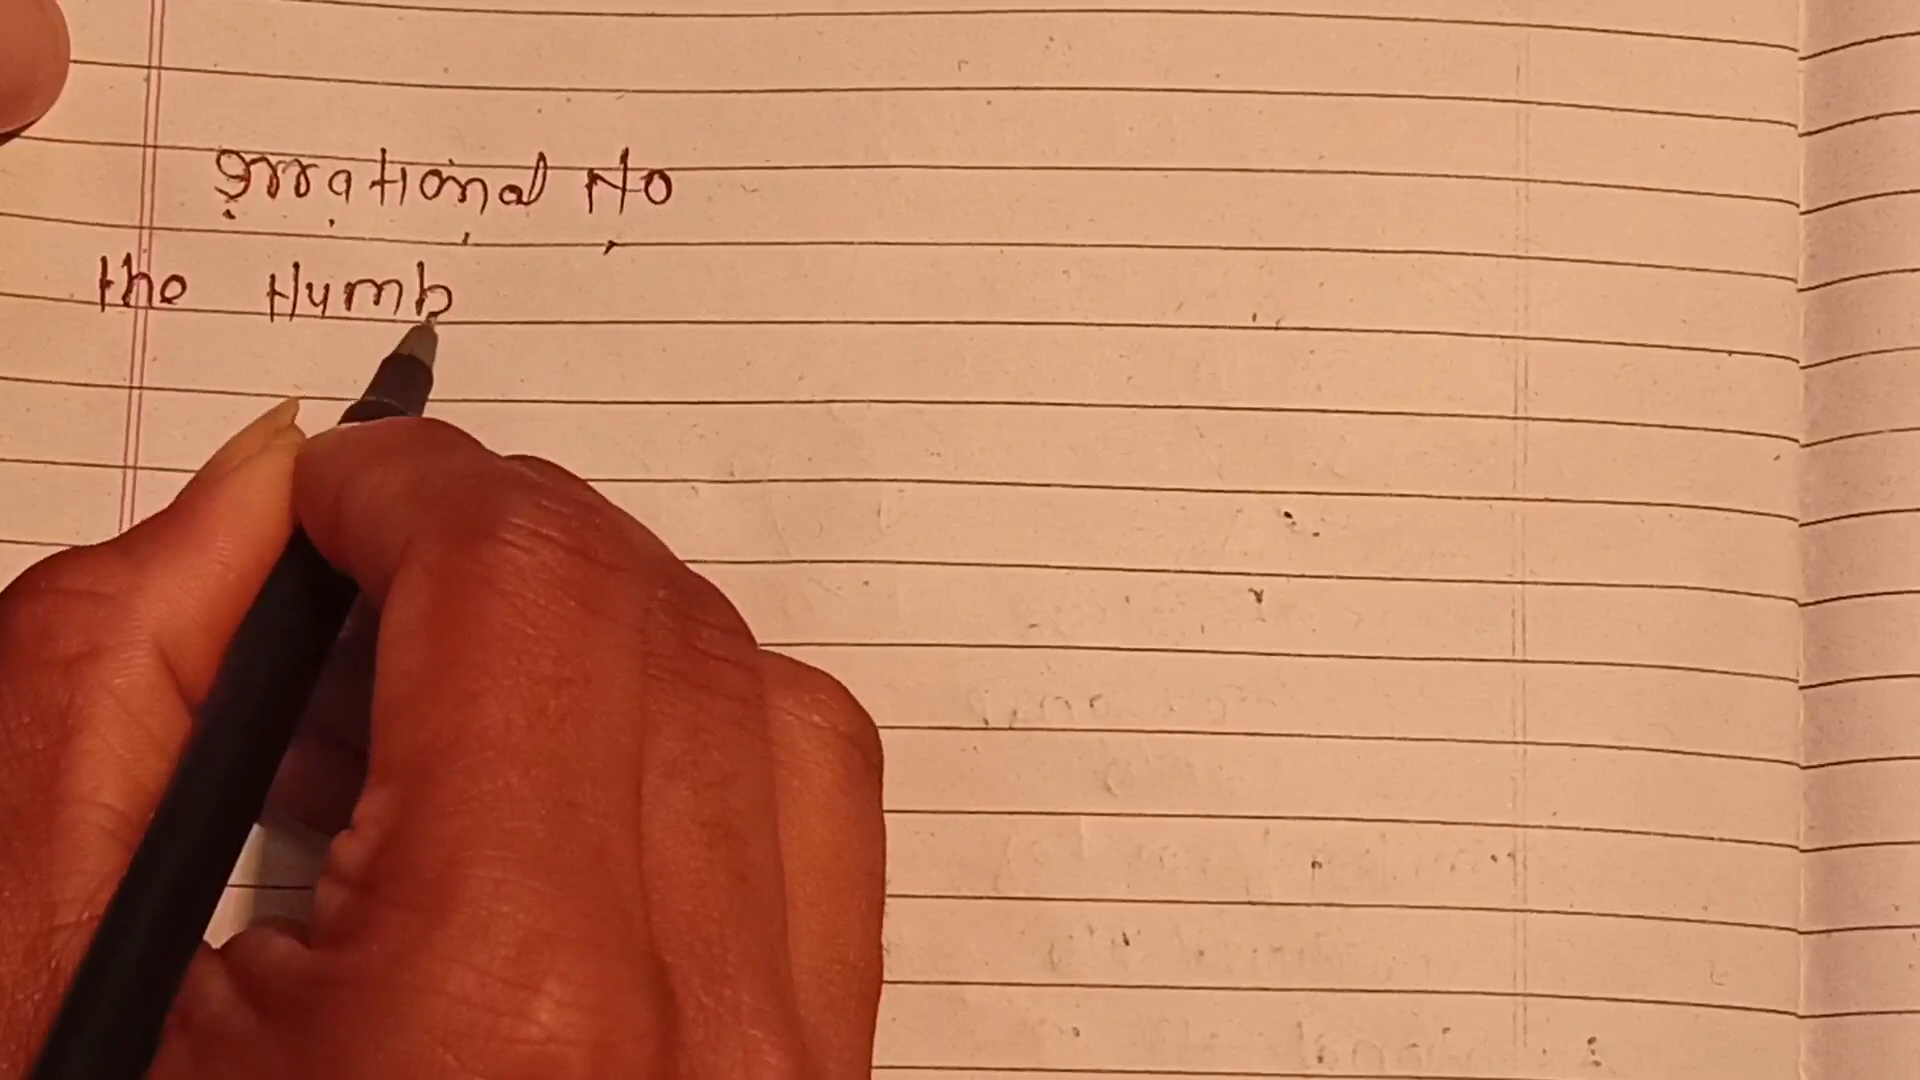 Irrational No
the Numb